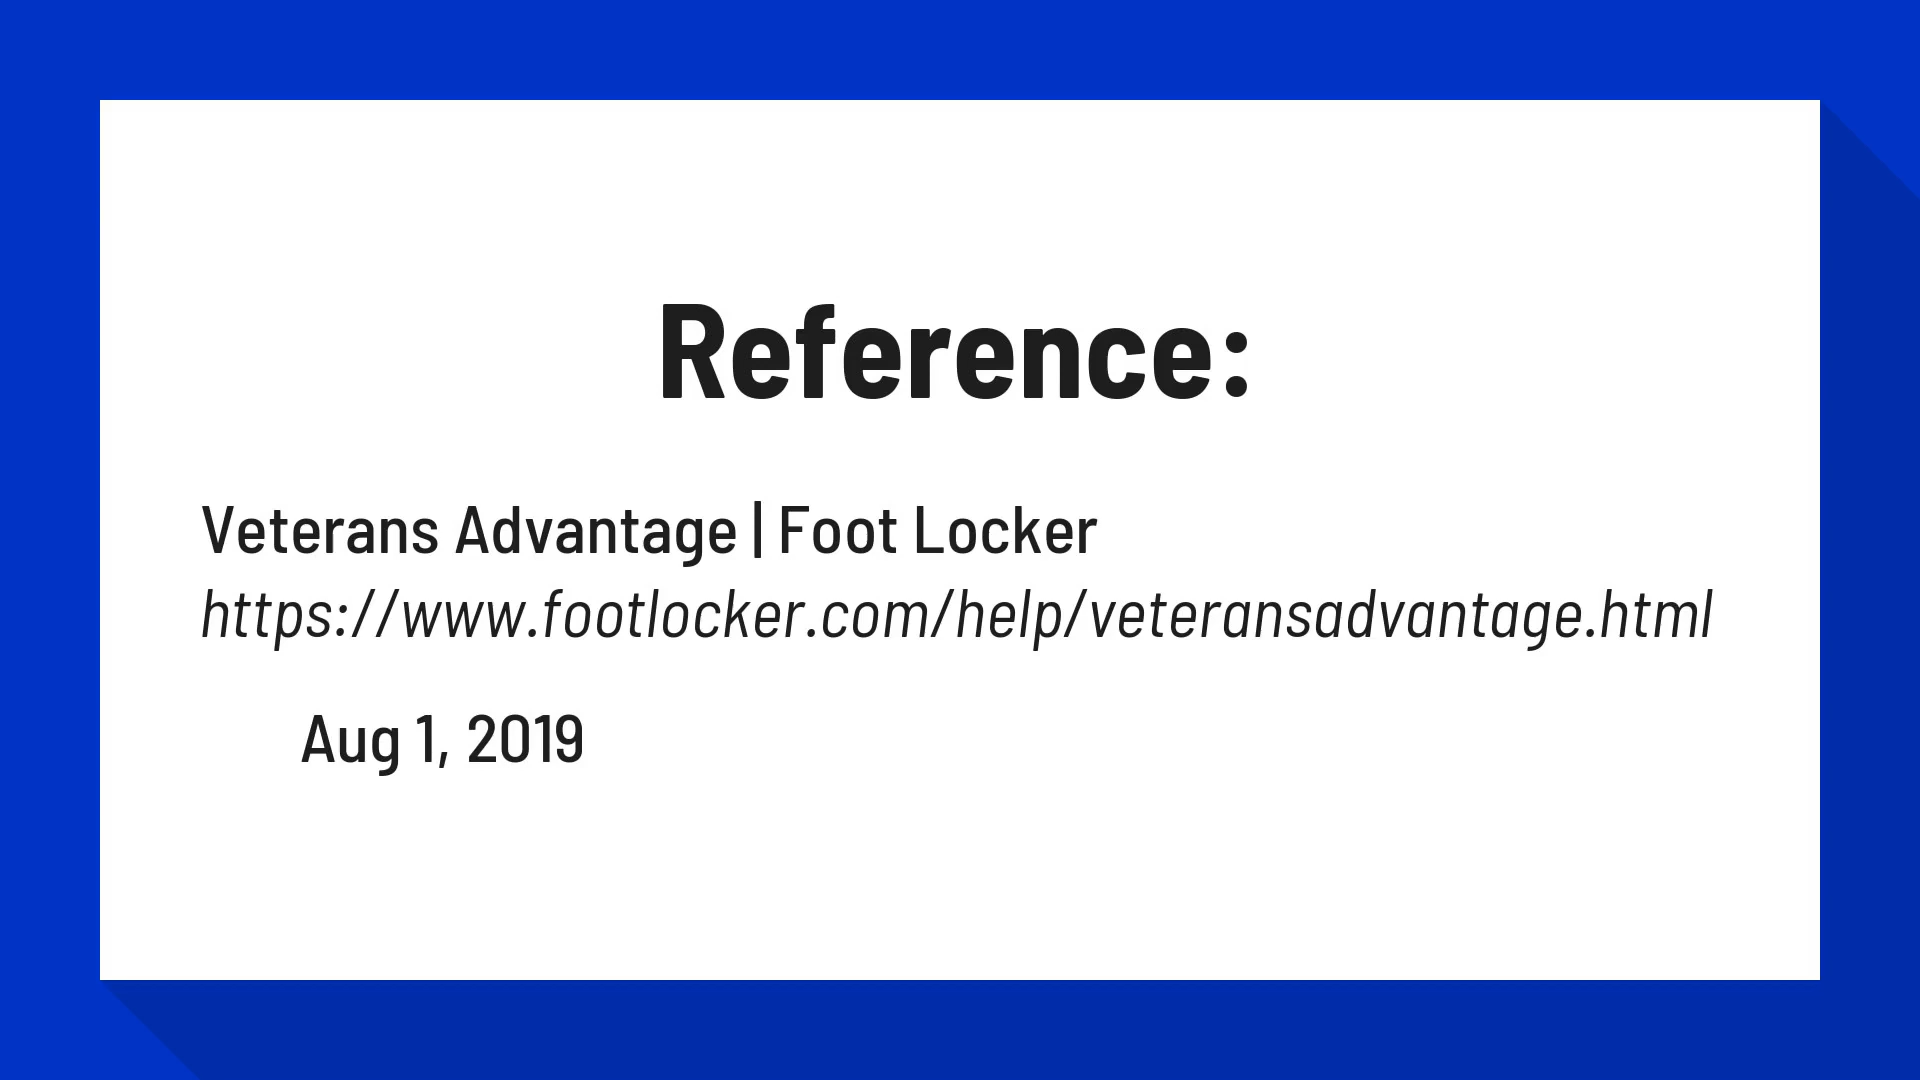 Reference:
Veterans Advantage | Foot Locker
https://www.footlocker.com/help/veteransadvantage.html
Aug 1, 2019